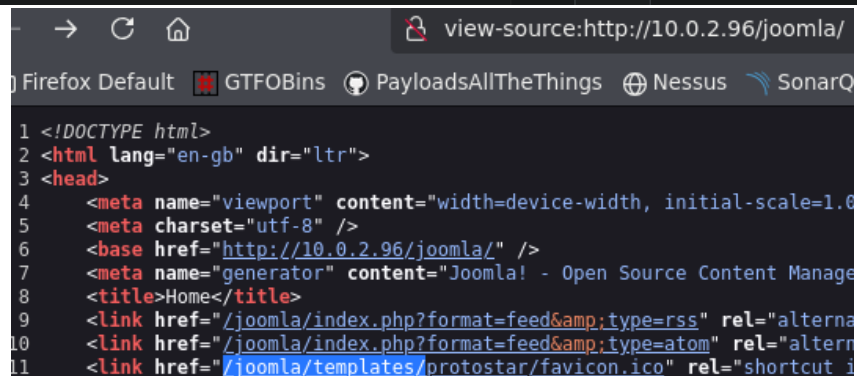 view-source:http://10.0.2.96/joomla/
Firefox Default GTFOBins PayloadsAllTheThings Nessus SonarQ
1 <!DOCTYPE html>
2 <html lang="en-gb" dir="ltr">
3 <head>
4 <meta name="viewport" content="width=device-width, initial-scale=1.0
5 <meta charset="utf-8" />
6 <base href="http://10.0.2.96/joomla/" />
7 <meta name="generator" content="Joomla! - Open Source Content Manage
8 <title>Home</title>
9 <link href="/joomla/index.php?format=feed&amp;type=rss" rel="alterna
10 <link href="/joomla/index.php?format=feed&amp;type=atom" rel="altern
11 <link href="/joomla/templates/protostar/favicon.ico" rel="shortcut i